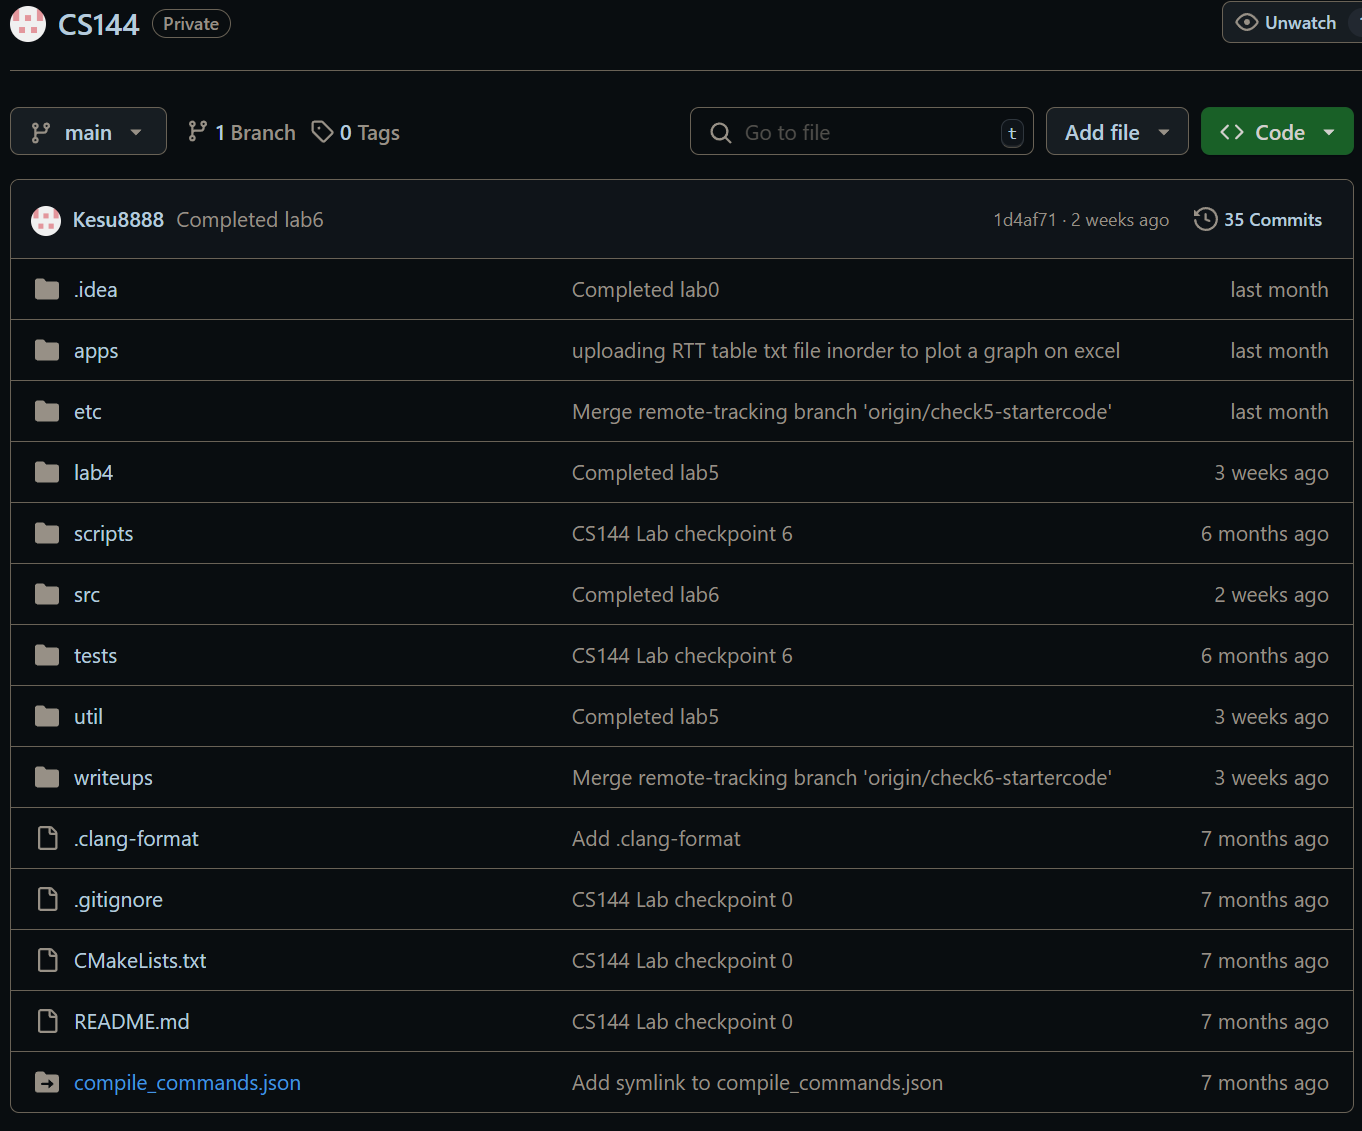 CS144 Private Unwatch
main 1 Branch 0 Tags Go to file t Add file Code
Kesu8888 Completed lab6 1d4af71 · 2 weeks ago 35 Commits
.idea Completed lab0 last month
apps uploading RTT table txt file inorder to plot a graph on excel last month
etc Merge remote-tracking branch 'origin/check5-startercode' last month
lab4 Completed lab5 3 weeks ago
scripts CS144 Lab checkpoint 6 6 months ago
src Completed lab6 2 weeks ago
tests CS144 Lab checkpoint 6 6 months ago
util Completed lab5 3 weeks ago
writeups Merge remote-tracking branch 'origin/check6-startercode' 3 weeks ago
.clang-format Add .clang-format 7 months ago
.gitignore CS144 Lab checkpoint 0 7 months ago
CMakeLists.txt CS144 Lab checkpoint 0 7 months ago
README.md CS144 Lab checkpoint 0 7 months ago
compile_commands.json Add symlink to compile_commands.json 7 months ago